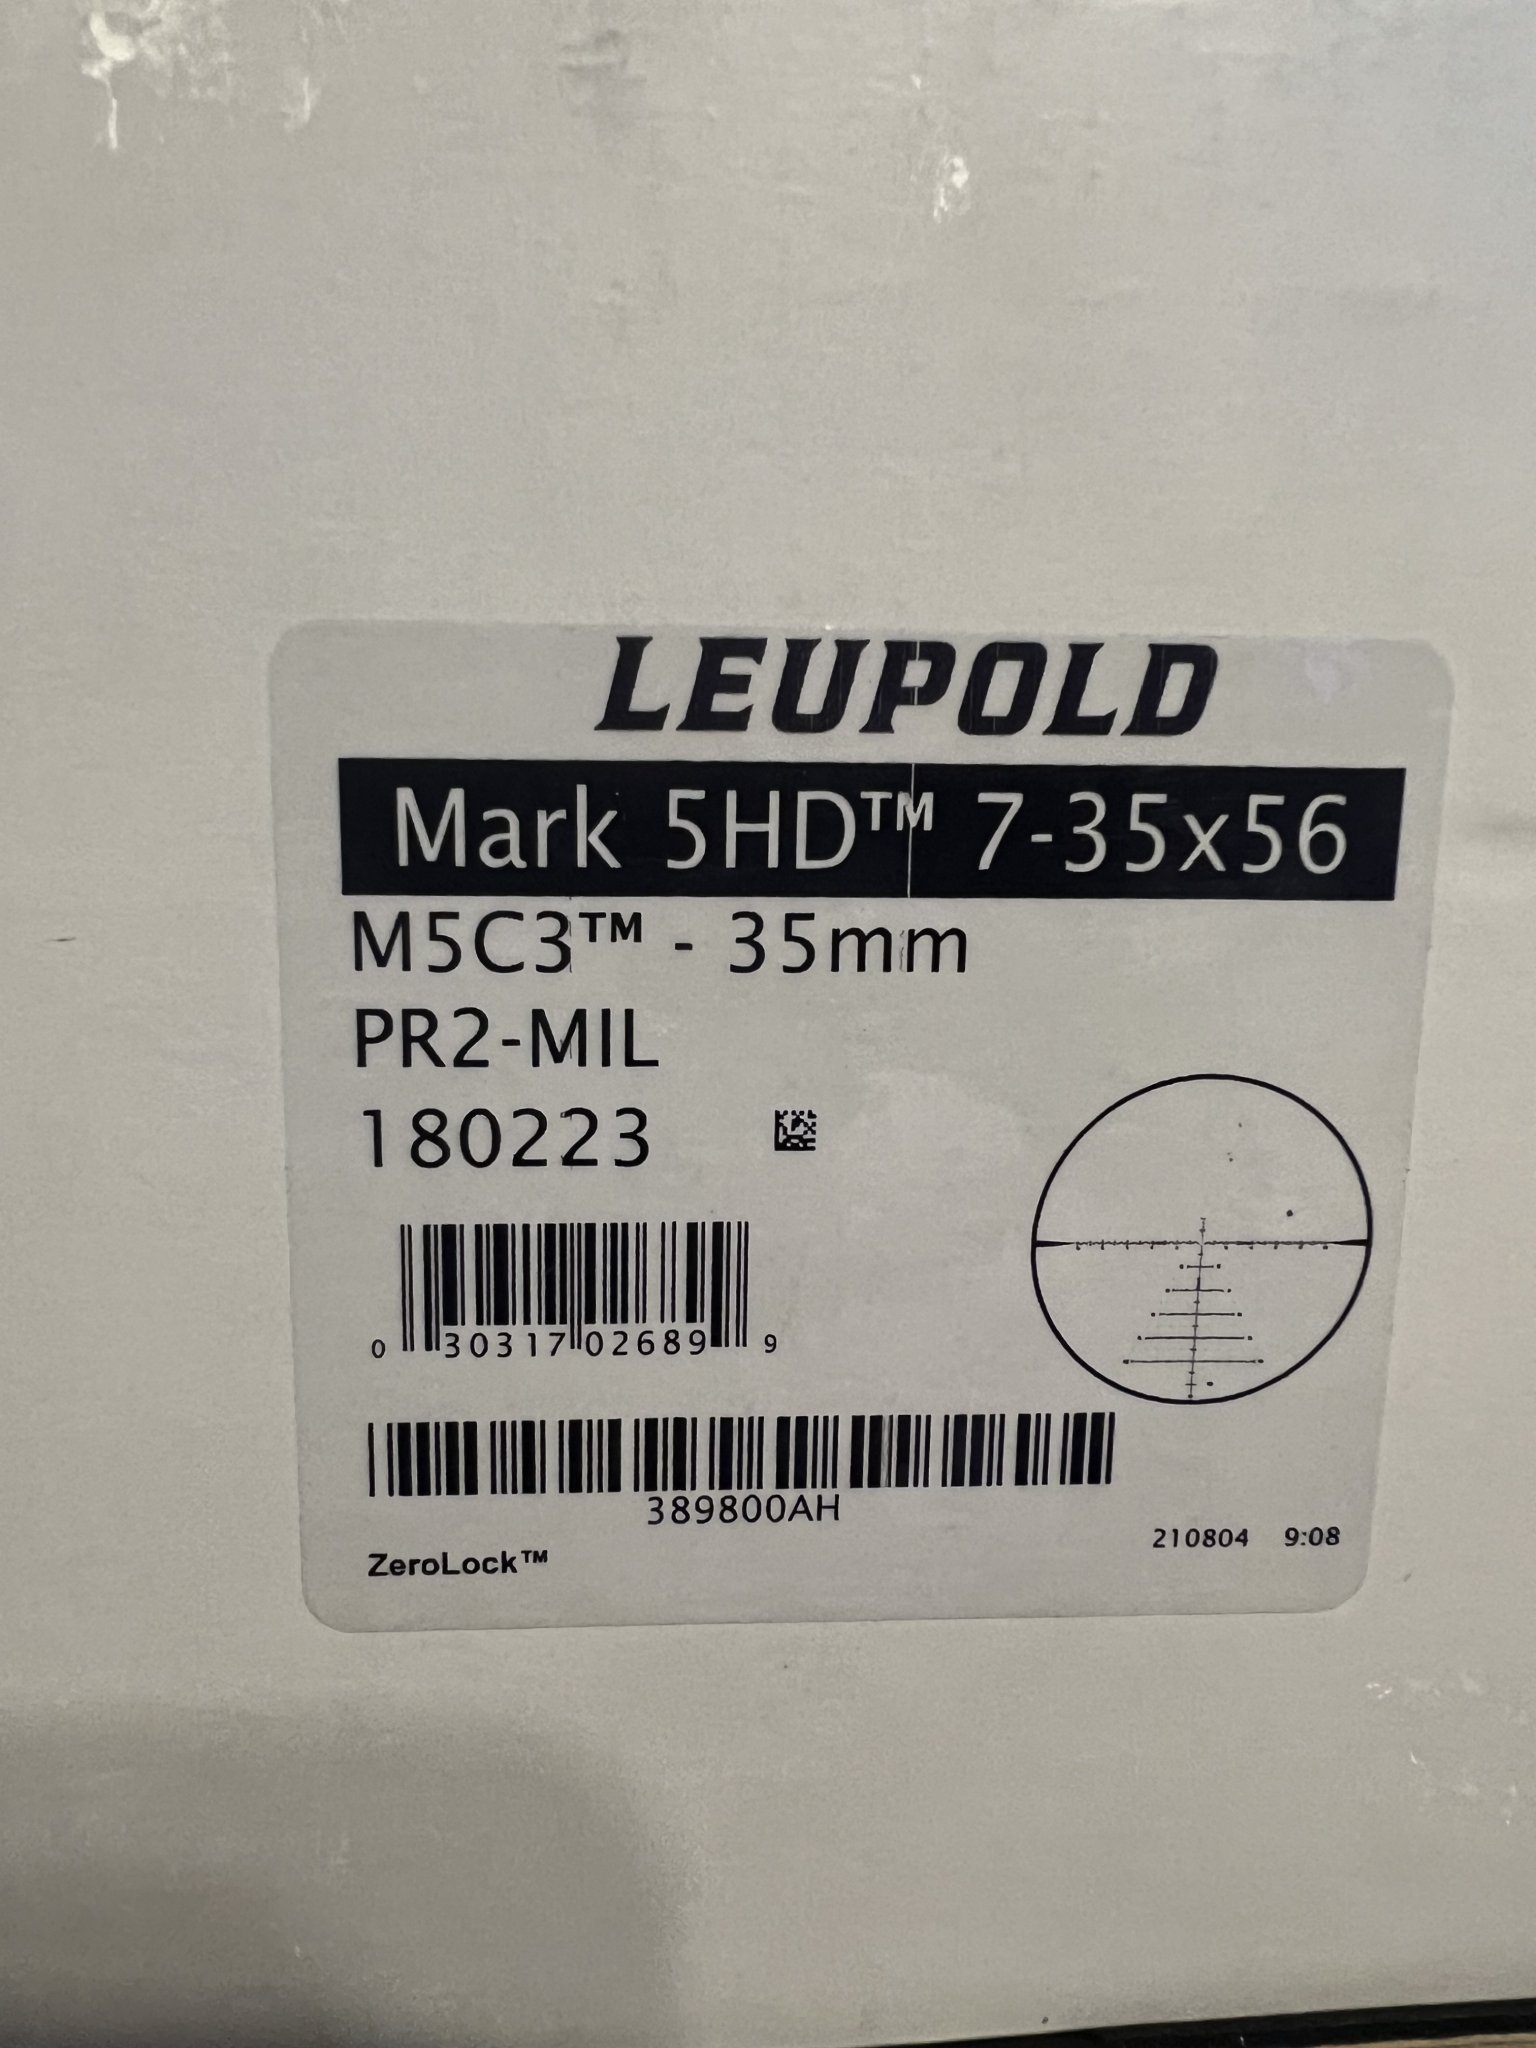 LEUPOLD
Mark 5HD™ 7-35x56
M5C3™ - 35mm
PR2-MIL
180223
0 30317 02689 9
389800AH
ZeroLock™
210804 9:08